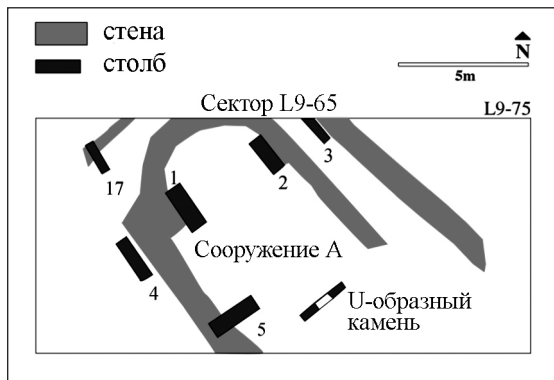 стена
столб
N
5m
Сектор L9-65
L9-75
17
1
2
3
Сооружение А
4
5
U-образный
камень